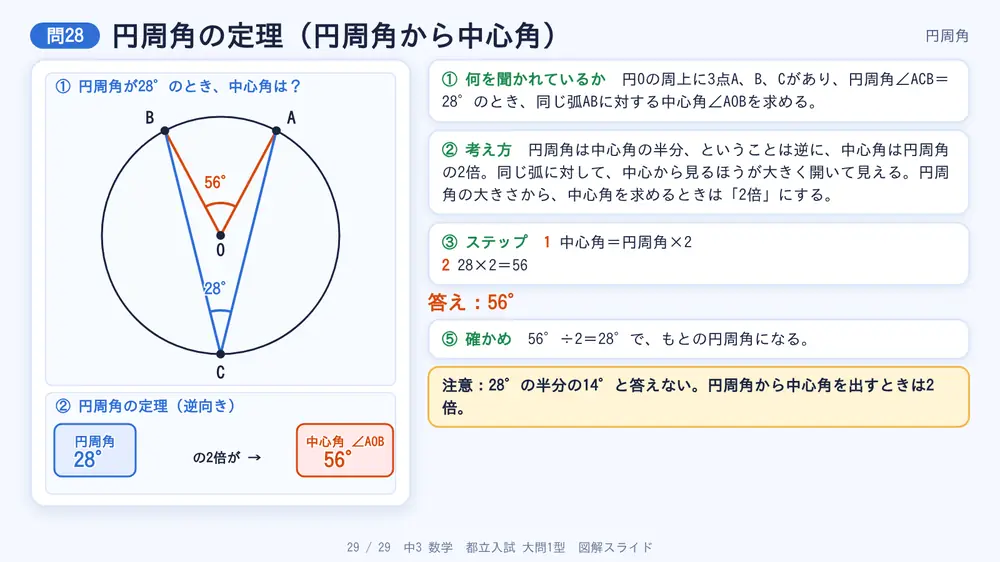 問28 円周角の定理（円周角から中心角）
円周角
① 円周角が28°のとき、中心角は？
B
A
56°
O
28°
C
② 円周角の定理（逆向き）
円周角
28°
の2倍が →
中心角 ∠AOB
56°
① 何を聞かれているか 円Oの周上に3点A、B、Cがあり、円周角∠ACB＝
28°のとき、同じ弧ABに対する中心角∠AOBを求める。
② 考え方 円周角は中心角の半分、ということは逆に、中心角は円周角
の2倍。同じ弧に対して、中心から見るほうが大きく開いて見える。円周
角の大きさから、中心角を求めるときは「2倍」にする。
③ ステップ 1 中心角＝円周角×2
2 28×2＝56
答え：56°
⑤ 確かめ 56°÷2＝28°で、もとの円周角になる。
注意：28°の半分の14°と答えない。円周角から中心角を出すときは2
倍。
29 / 29 中3 数学 都立入試 大問1型 図解スライド